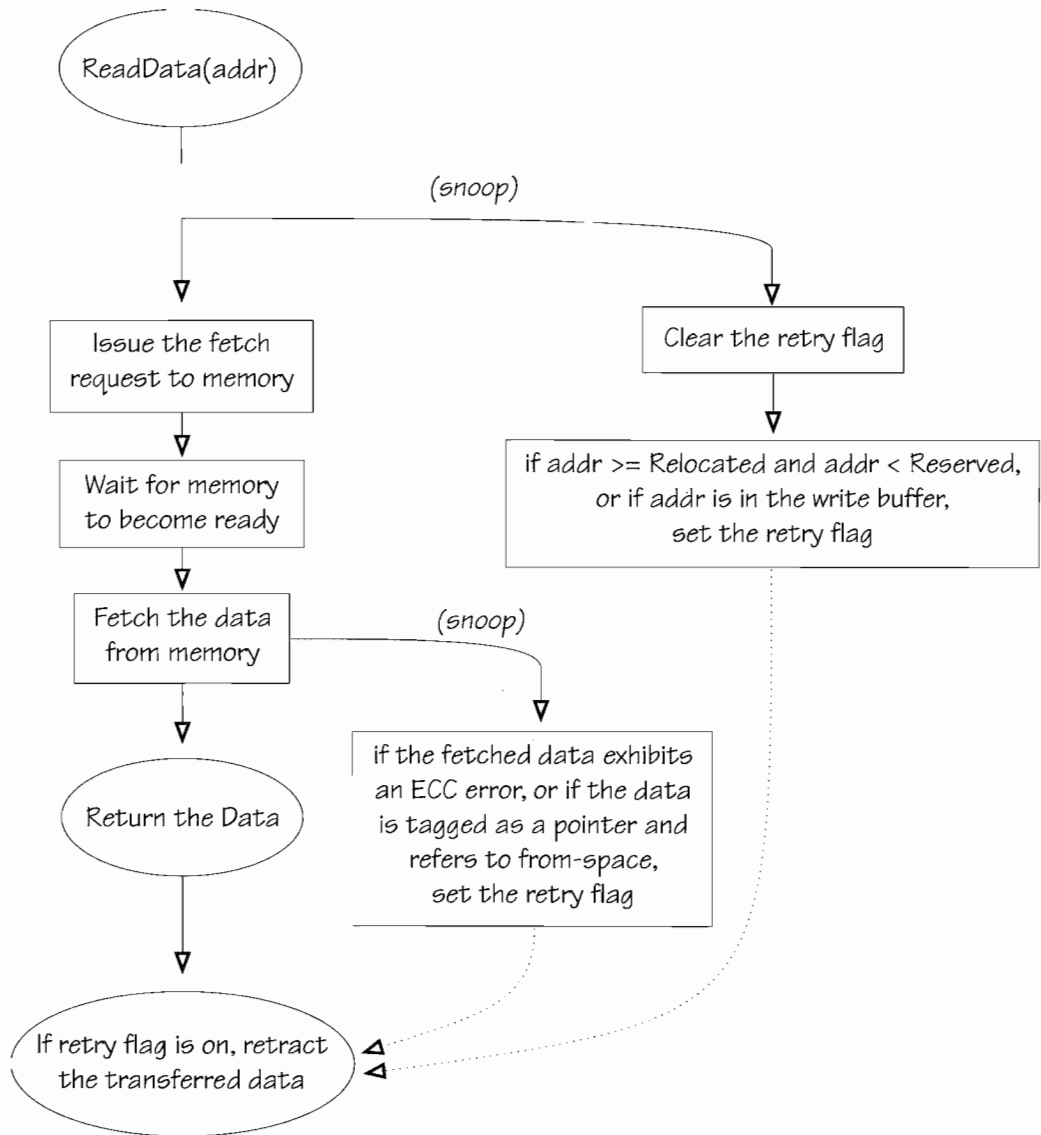 ReadData(addr)
(snoop)
Issue the fetch
request to memory
Clear the retry flag
Wait for memory
to become ready
if addr >= Relocated and addr < Reserved,
or if addr is in the write buffer,
set the retry flag
Fetch the data
from memory
(snoop)
if the fetched data exhibits
an ECC error, or if the data
is tagged as a pointer and
refers to from-space,
set the retry flag
Return the Data
If retry flag is on, retract
the transferred data